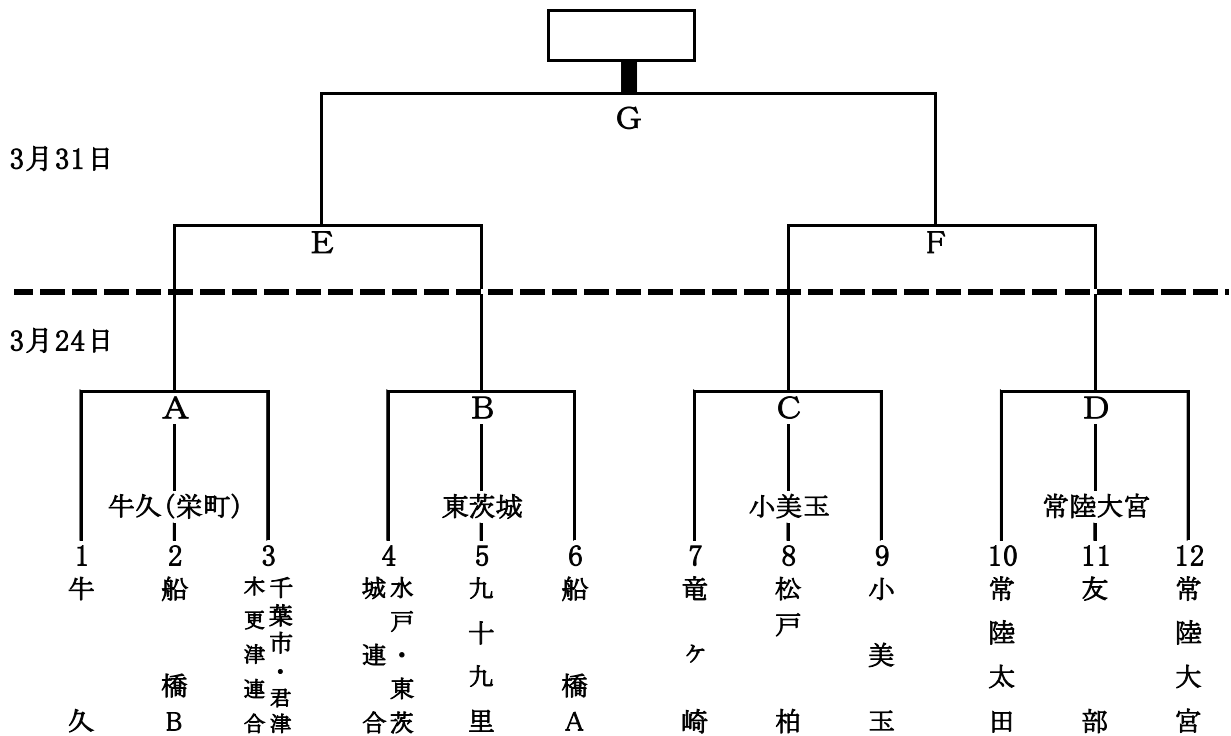 G
3月31日
E
F
3月24日
A
B
C
D
牛久(栄町)
東茨城
小美玉
常陸大宮
1
2
3
4
5
6
7
8
9
10
11
12
牛久
船橋B
千葉市・君津
木更津連合
水戸・東茨
城連合
九十九里
船橋A
竜ヶ崎
松戸柏
小美玉
常陸太田
友部
常陸大宮